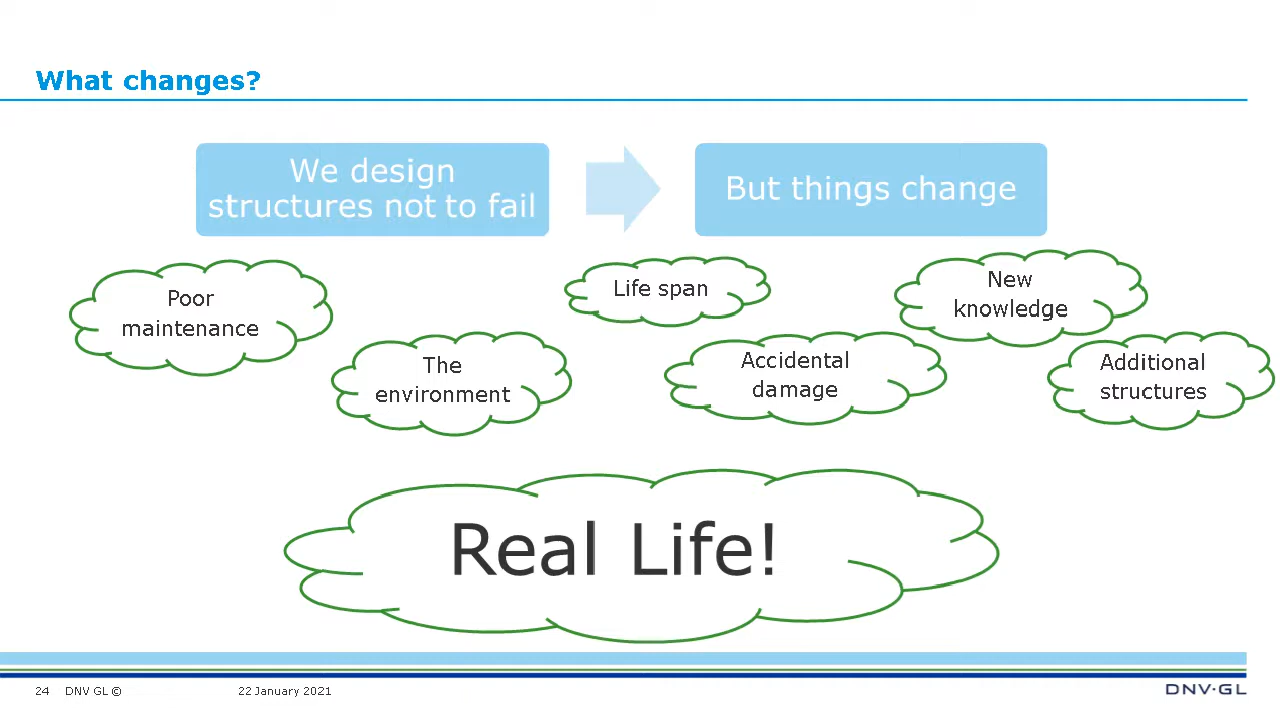 What changes?
We design
structures not to fail
But things change
Poor
maintenance
The
environment
Life span
Accidental
damage
New
knowledge
Additional
structures
Real Life!
24 DNV GL © 22 January 2021
DNV·GL